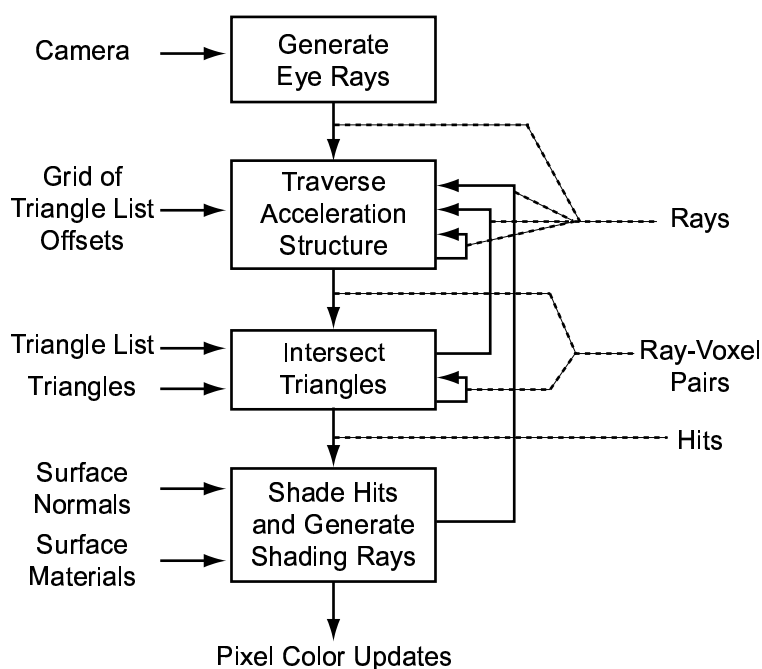 Camera
Generate
Eye Rays
Grid of
Triangle List
Offsets
Traverse
Acceleration
Structure
Rays
Triangle List
Triangles
Intersect
Triangles
Ray-Voxel
Pairs
Hits
Surface
Normals
Surface
Materials
Shade Hits
and Generate
Shading Rays
Pixel Color Updates